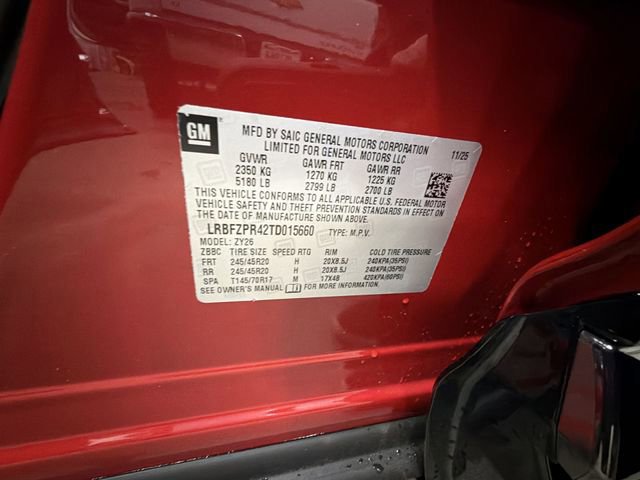 GM
MFD BY SAIC GENERAL MOTORS CORPORATION
LIMITED FOR GENERAL MOTORS LLC 11/25
GVWR GAWR FRT GAWR RR
2350 KG 1270 KG 1225 KG
5180 LB 2799 LB 2700 LB
THIS VEHICLE CONFORMS TO ALL APPLICABLE U.S. FEDERAL MOTOR
VEHICLE SAFETY AND THEFT PREVENTION STANDARDS IN EFFECT ON
THE DATE OF MANUFACTURE SHOWN ABOVE.
LRBFZPR42TD015660 TYPE: M.P.V.
MODEL: ZY26
ZBBC TIRE SIZE SPEED RTG RIM COLD TIRE PRESSURE
FRT 245/45R20 H 20X8.5J 240KPA(35PSI)
RR 245/45R20 H 20X8.5J 240KPA(35PSI)
SPA T145/70R17 M 17X4B 420KPA(60PSI)
SEE OWNER'S MANUAL FOR MORE INFORMATION.